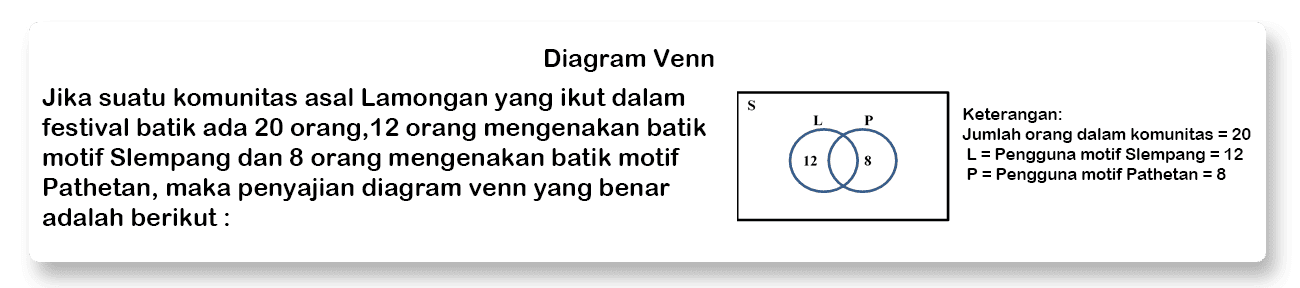 Diagram Venn
Jika suatu komunitas asal Lamongan yang ikut dalam
festival batik ada 20 orang,12 orang mengenakan batik
motif Slempang dan 8 orang mengenakan batik motif
Pathetan, maka penyajian diagram venn yang benar
adalah berikut :
S
L P
12 8
Keterangan:
Jumlah orang dalam komunitas = 20
L = Pengguna motif Slempang = 12
P = Pengguna motif Pathetan = 8